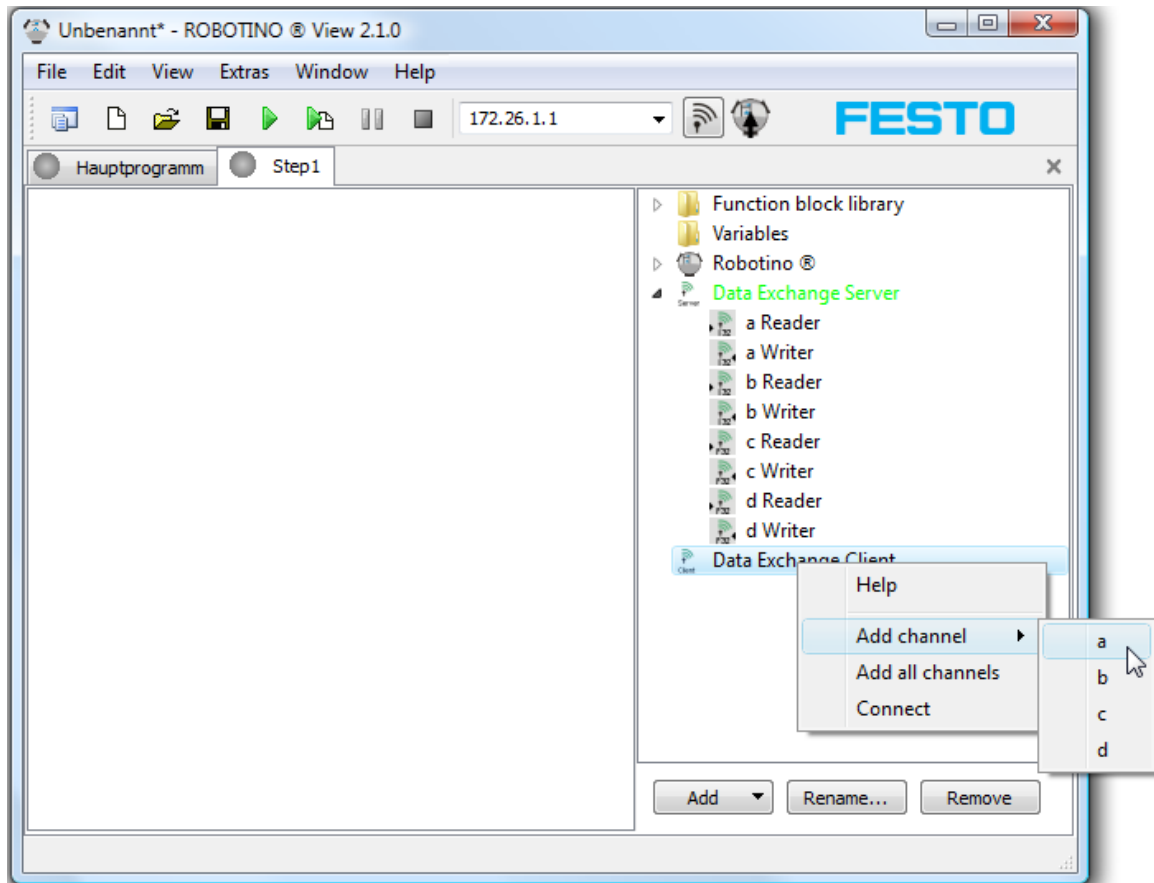 Unbenannt* - ROBOTINO ® View 2.1.0
File Edit View Extras Window Help
172.26.1.1
FESTO
Hauptprogramm Step1
Function block library
Variables
Robotino ®
Server
Data Exchange Server
a Reader
a Writer
b Reader
b Writer
c Reader
c Writer
d Reader
d Writer
Client
Data Exchange Client
Help
Add channel
Add all channels
Connect
a
b
c
d
Add Rename... Remove